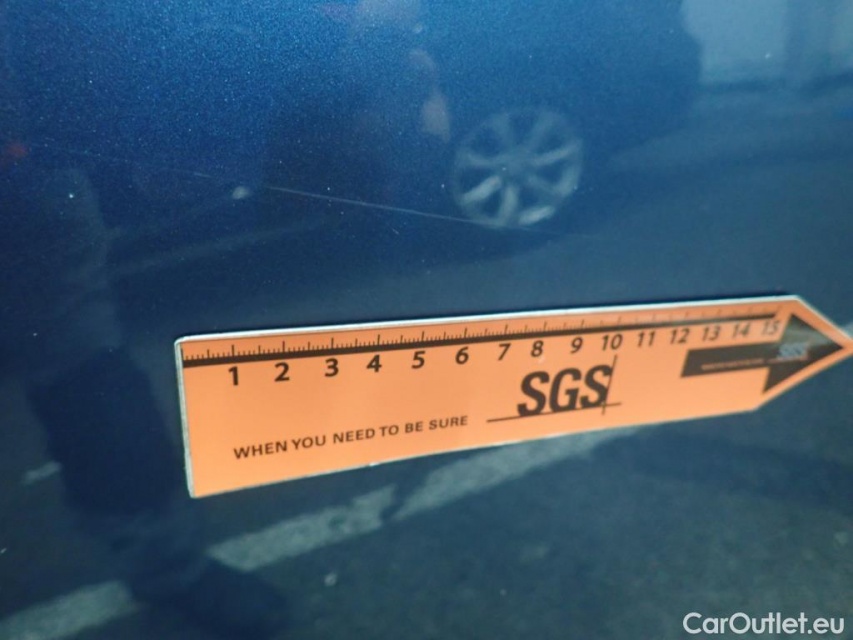 1 2 3 4 5 6 7 8 9 10 11 12 13 14 15
SGS
WHEN YOU NEED TO BE SURE
CarOutlet.eu